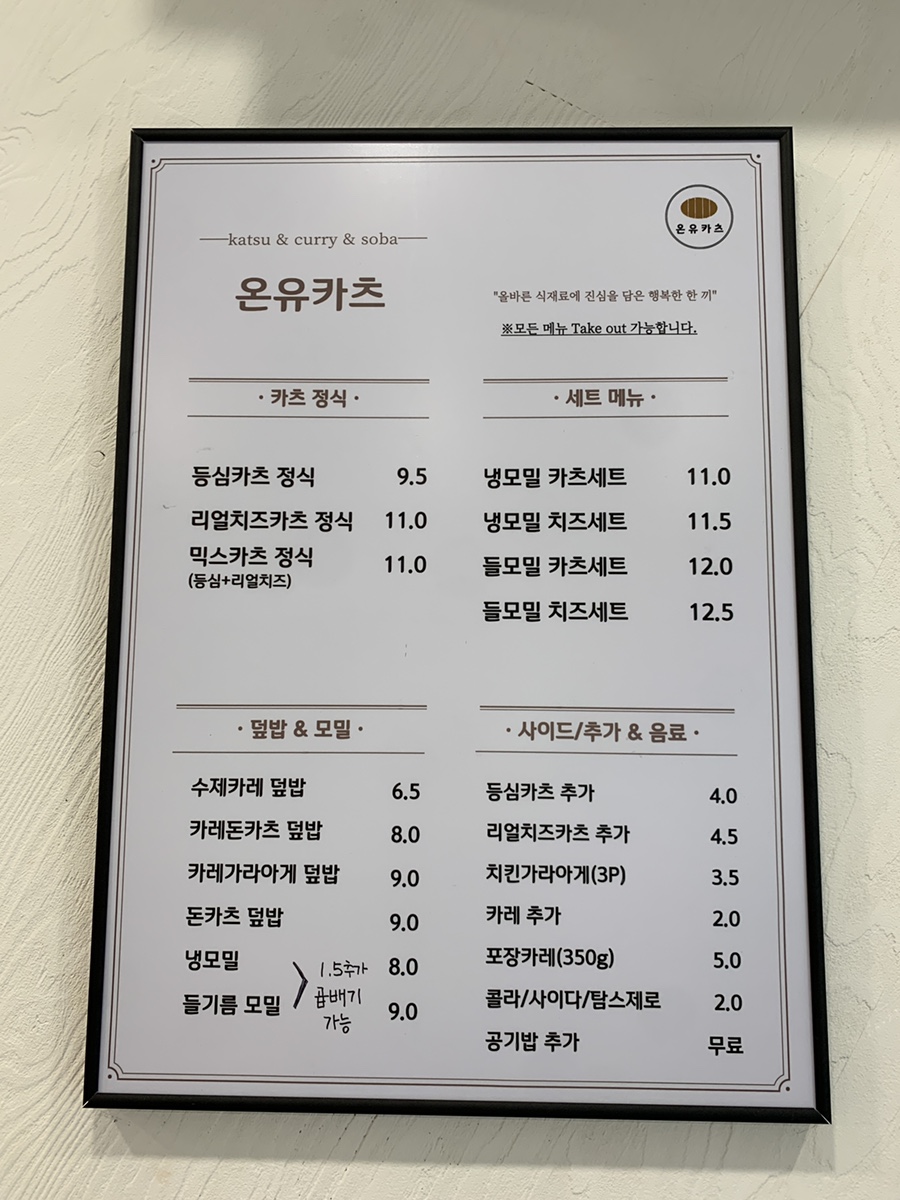 katsu & curry & soba
온유카츠
온유카츠
"올바른 식재료에 진심을 담은 행복한 한 끼"
※모든 메뉴 Take out 가능합니다.
· 카츠 정식 ·
등심카츠 정식 9.5
리얼치즈카츠 정식 11.0
믹스카츠 정식 11.0
(등심+리얼치즈)
· 세트 메뉴 ·
냉모밀 카츠세트 11.0
냉모밀 치즈세트 11.5
들모밀 카츠세트 12.0
들모밀 치즈세트 12.5
· 덮밥 & 모밀 ·
수제카레 덮밥 6.5
카레돈카츠 덮밥 8.0
카레가라아게 덮밥 9.0
돈카츠 덮밥 9.0
냉모밀 8.0
들기름 모밀 9.0
1.5추가
곱배기
가능
· 사이드/추가 & 음료 ·
등심카츠 추가 4.0
리얼치즈카츠 추가 4.5
치킨가라아게(3P) 3.5
카레 추가 2.0
포장카레(350g) 5.0
콜라/사이다/탐스제로 2.0
공기밥 추가 무료